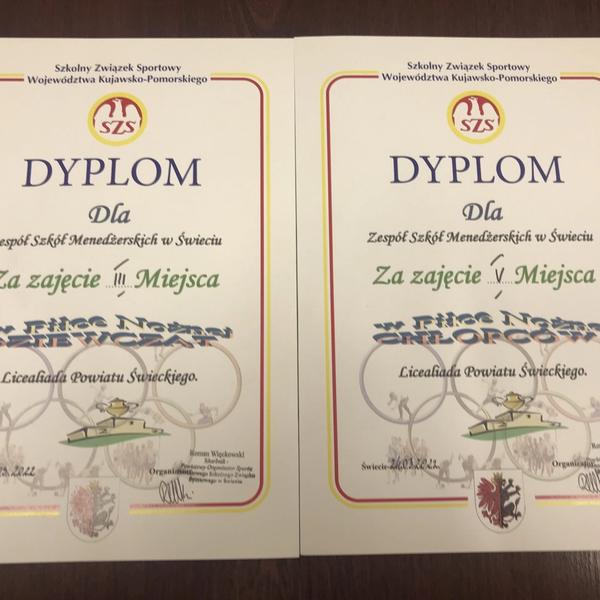 Szkolny Związek Sportowy
Województwa Kujawsko-Pomorskiego
SZS
DYPLOM
Dla
espół Szkół Menedżerskich w Świeciu
Za zajęcie III Miejsca
w Piłce Nożnej
DZIEWCZĄT
Licealiada Powiatu Świeckiego.
2022
Roman Więckowski
Organizator
Szkolny Związek Sportowy
Województwa Kujawsko-Pomorskiego
SZS
DYPLOM
Dla
Zespół Szkół Menedżerskich w Świeciu
Za zajęcie V Miejsca
w Piłce Nożnej
CHŁOPCÓW
Licealiada Powiatu Świeckiego.
Świecie